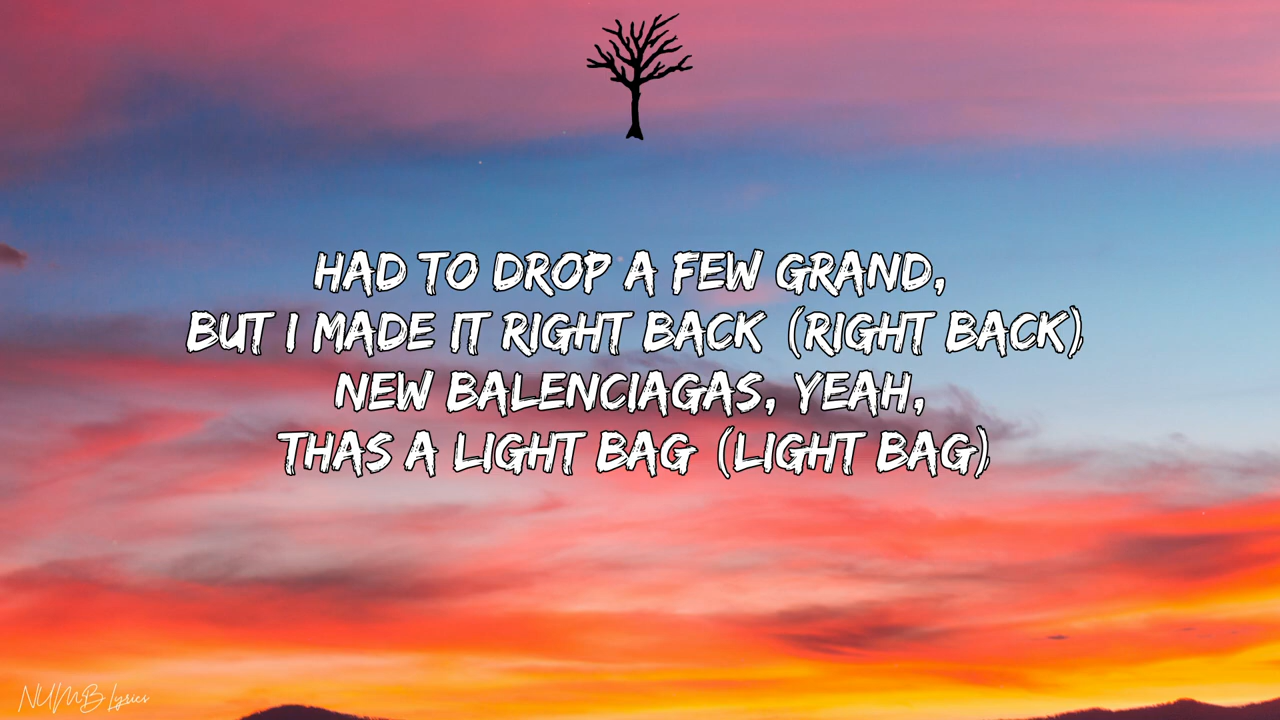 HAD TO DROP A FEW GRAND,
BUT I MADE IT RIGHT BACK (RIGHT BACK)
NEW BALENCIAGAS, YEAH,
THAS A LIGHT BAG (LIGHT BAG)
NUMB Lyrics